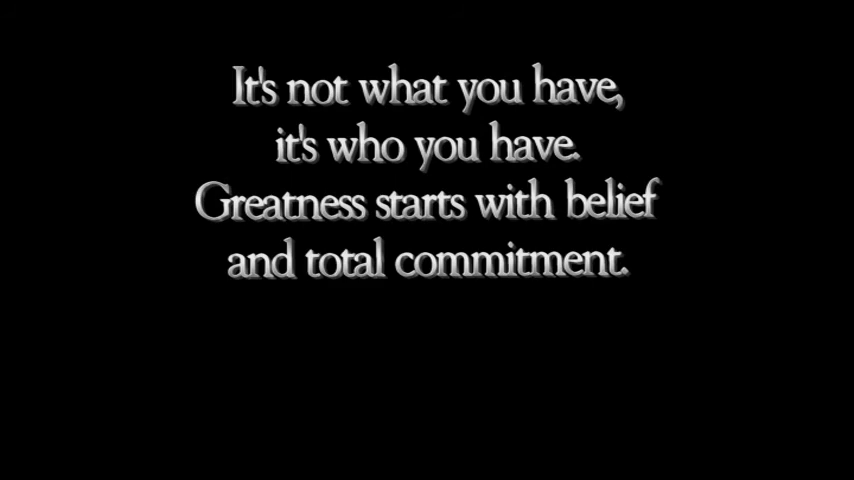 It's not what you have,
it's who you have.
Greatness starts with belief
and total commitment.